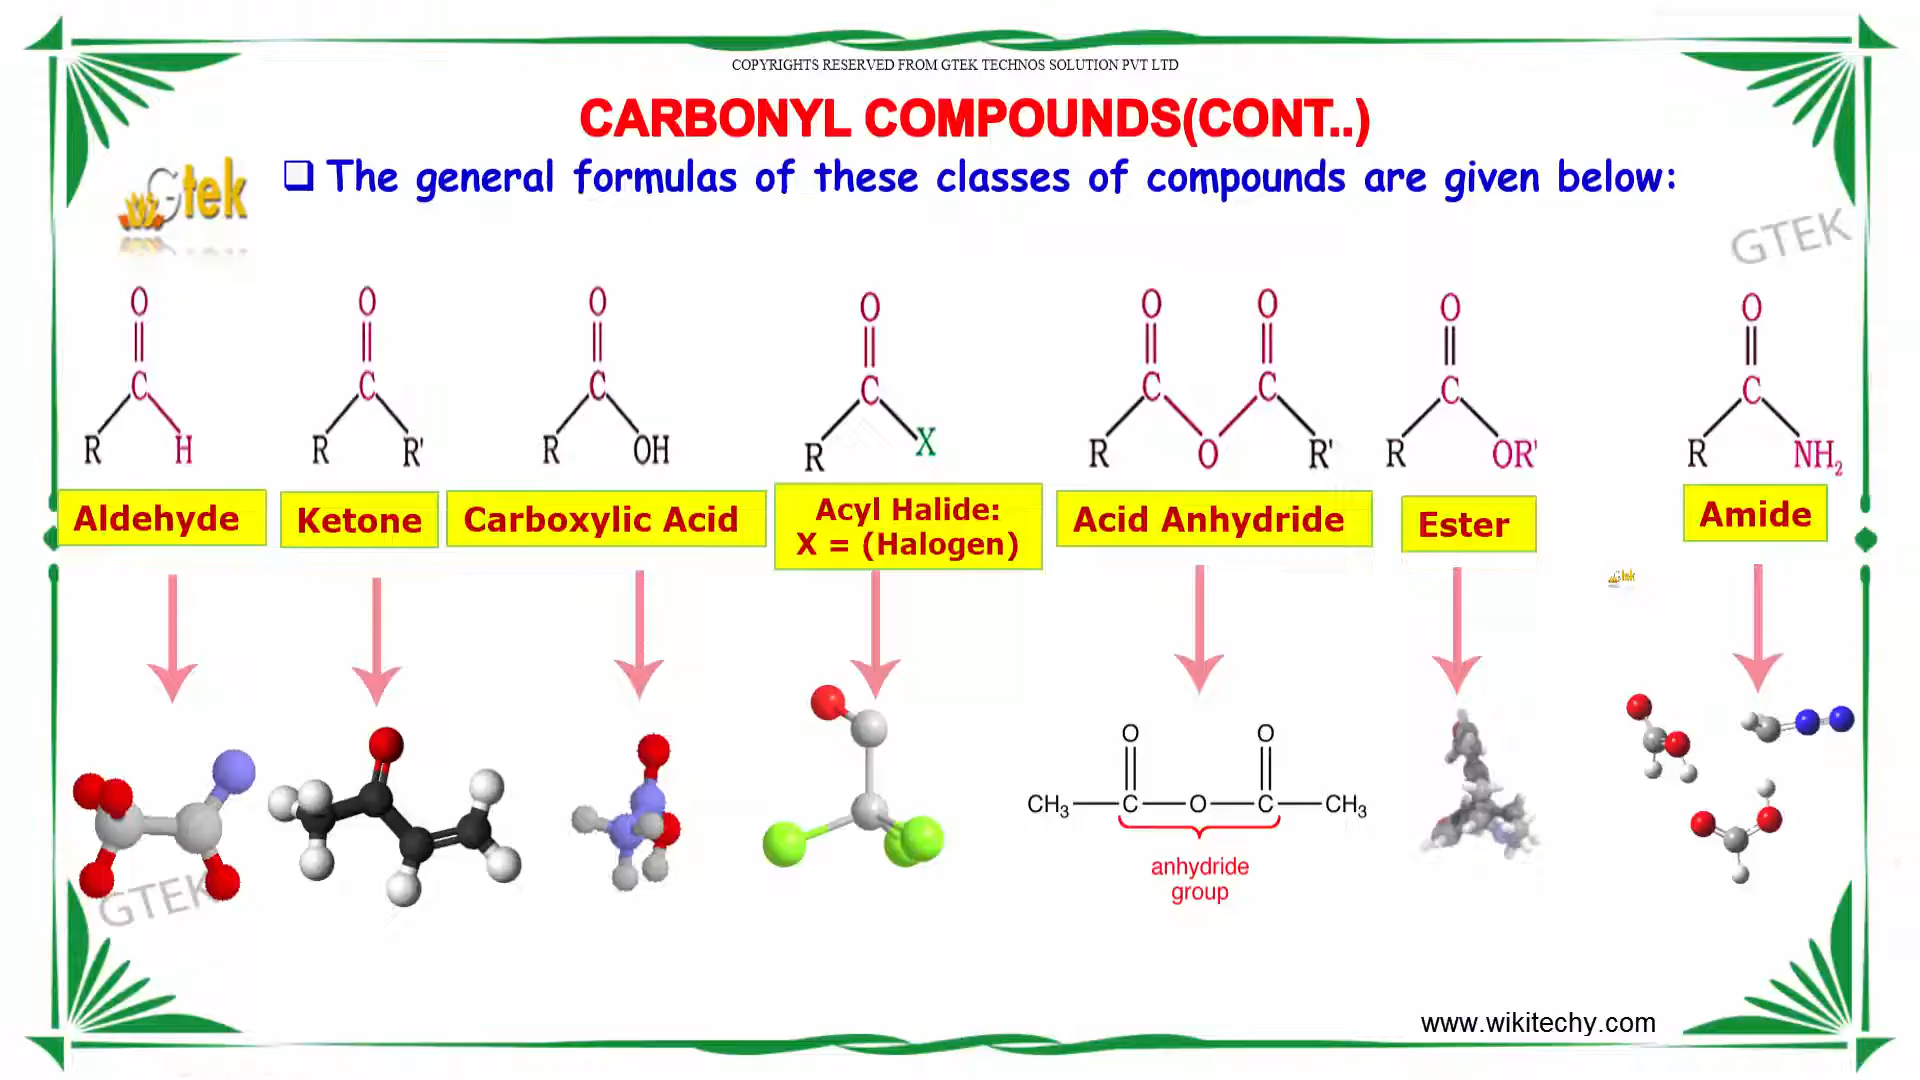 COPYRIGHTS RESERVED FROM GTEK TECHNOS SOLUTION PVT LTD
CARBONYL COMPOUNDS(CONT..)
Gtek
❑ The general formulas of these classes of compounds are given below:
GTEK
O O O O O O O O
C C C C C C C C
R H R R' R OH R X R O R' R OR' R NH₂
Aldehyde
Ketone
Carboxylic Acid
Acyl Halide:
X = (Halogen)
Acid Anhydride
Ester
Amide
Gtek
O O
CH₃ C O C CH₃
anhydride
group
GTEK
www.wikitechy.com